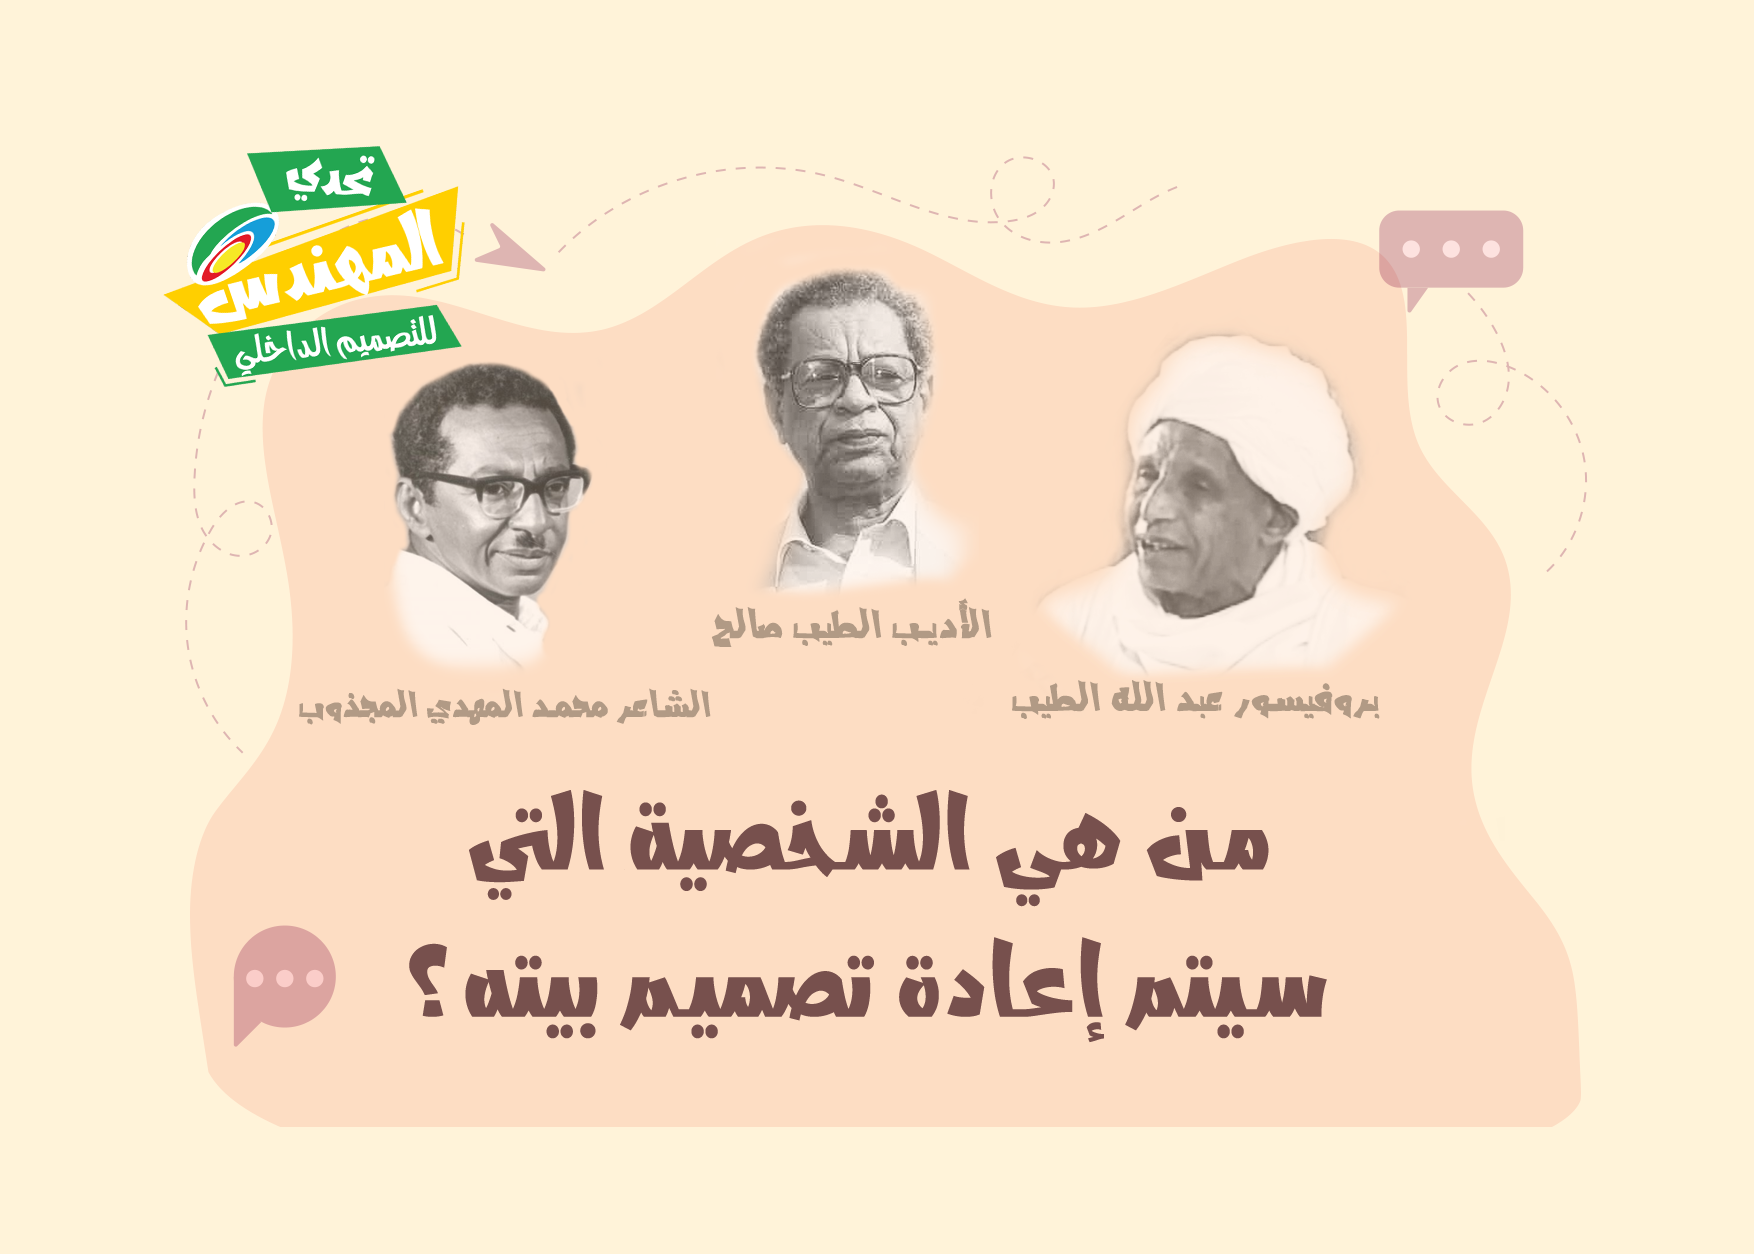 تحدي
المهندس
للتصميم الداخلي
الأديب الطيب صالح
بروفيسور عبد الله الطيب
الشاعر محمد المهدي المجذوب
من هي الشخصية التي
سيتم إعادة تصميم بيته؟